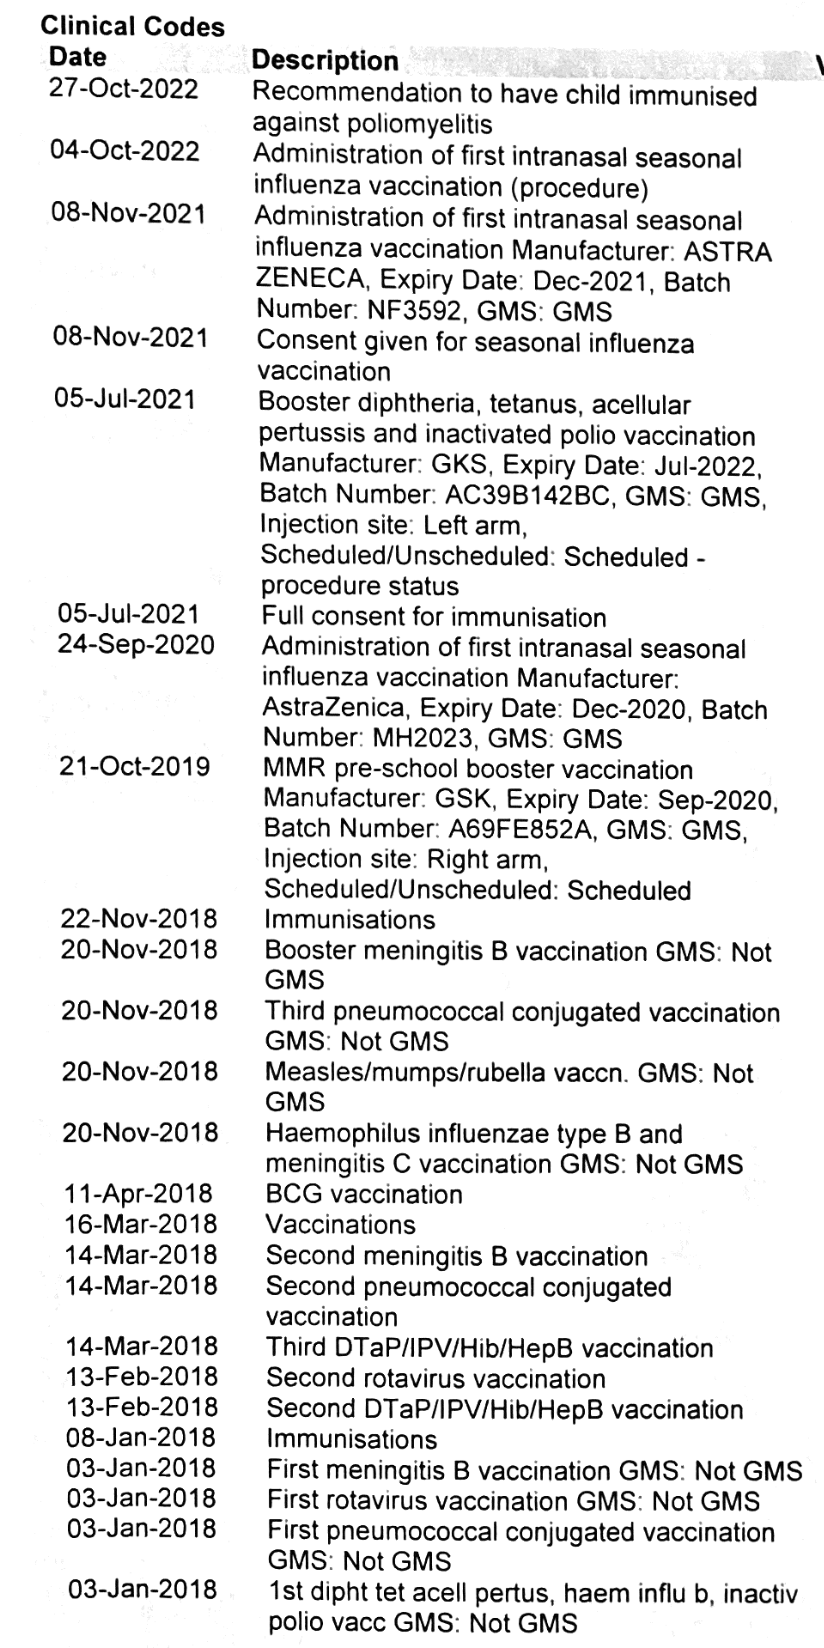 Clinical Codes
Date Description
27-Oct-2022 Recommendation to have child immunised
against poliomyelitis
04-Oct-2022 Administration of first intranasal seasonal
influenza vaccination (procedure)
08-Nov-2021 Administration of first intranasal seasonal
influenza vaccination Manufacturer: ASTRA
ZENECA, Expiry Date: Dec-2021, Batch
Number: NF3592, GMS: GMS
08-Nov-2021 Consent given for seasonal influenza
vaccination
05-Jul-2021 Booster diphtheria, tetanus, acellular
pertussis and inactivated polio vaccination
Manufacturer: GKS, Expiry Date: Jul-2022,
Batch Number: AC39B142BC, GMS: GMS,
Injection site: Left arm,
Scheduled/Unscheduled: Scheduled -
procedure status
05-Jul-2021 Full consent for immunisation
24-Sep-2020 Administration of first intranasal seasonal
influenza vaccination Manufacturer:
AstraZenica, Expiry Date: Dec-2020, Batch
Number: MH2023, GMS: GMS
21-Oct-2019 MMR pre-school booster vaccination
Manufacturer: GSK, Expiry Date: Sep-2020,
Batch Number: A69FE852A, GMS: GMS,
Injection site: Right arm,
Scheduled/Unscheduled: Scheduled
22-Nov-2018 Immunisations
20-Nov-2018 Booster meningitis B vaccination GMS: Not
GMS
20-Nov-2018 Third pneumococcal conjugated vaccination
GMS: Not GMS
20-Nov-2018 Measles/mumps/rubella vaccn. GMS: Not
GMS
20-Nov-2018 Haemophilus influenzae type B and
meningitis C vaccination GMS: Not GMS
11-Apr-2018 BCG vaccination
16-Mar-2018 Vaccinations
14-Mar-2018 Second meningitis B vaccination
14-Mar-2018 Second pneumococcal conjugated
vaccination
14-Mar-2018 Third DTaP/IPV/Hib/HepB vaccination
13-Feb-2018 Second rotavirus vaccination
13-Feb-2018 Second DTaP/IPV/Hib/HepB vaccination
08-Jan-2018 Immunisations
03-Jan-2018 First meningitis B vaccination GMS: Not GMS
03-Jan-2018 First rotavirus vaccination GMS: Not GMS
03-Jan-2018 First pneumococcal conjugated vaccination
GMS: Not GMS
03-Jan-2018 1st dipht tet acell pertus, haem influ b, inactiv
polio vacc GMS: Not GMS